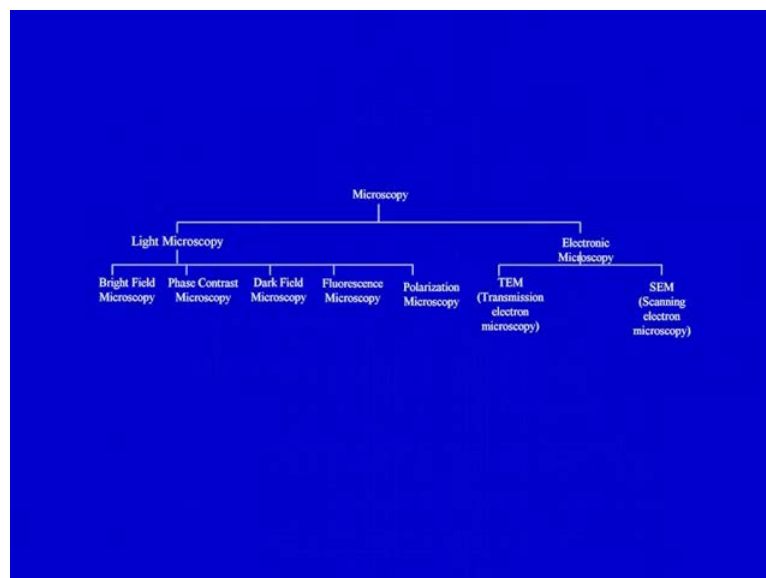 Microscopy
Light Microscopy
Electronic
Microscopy
Bright Field
Microscopy
Phase Contrast
Microscopy
Dark Field
Microscopy
Fluorescence
Microscopy
Polarization
Microscopy
TEM
(Transmission
electron
microscopy)
SEM
(Scanning
electron
microscopy)